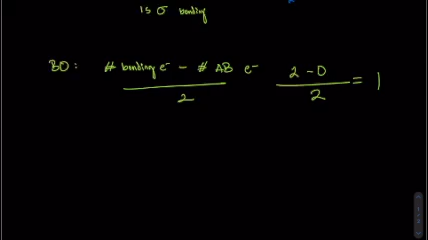 1s σ bonding
BO: # bonding e⁻ - # AB e⁻ / 2   2 - 0 / 2 = 1